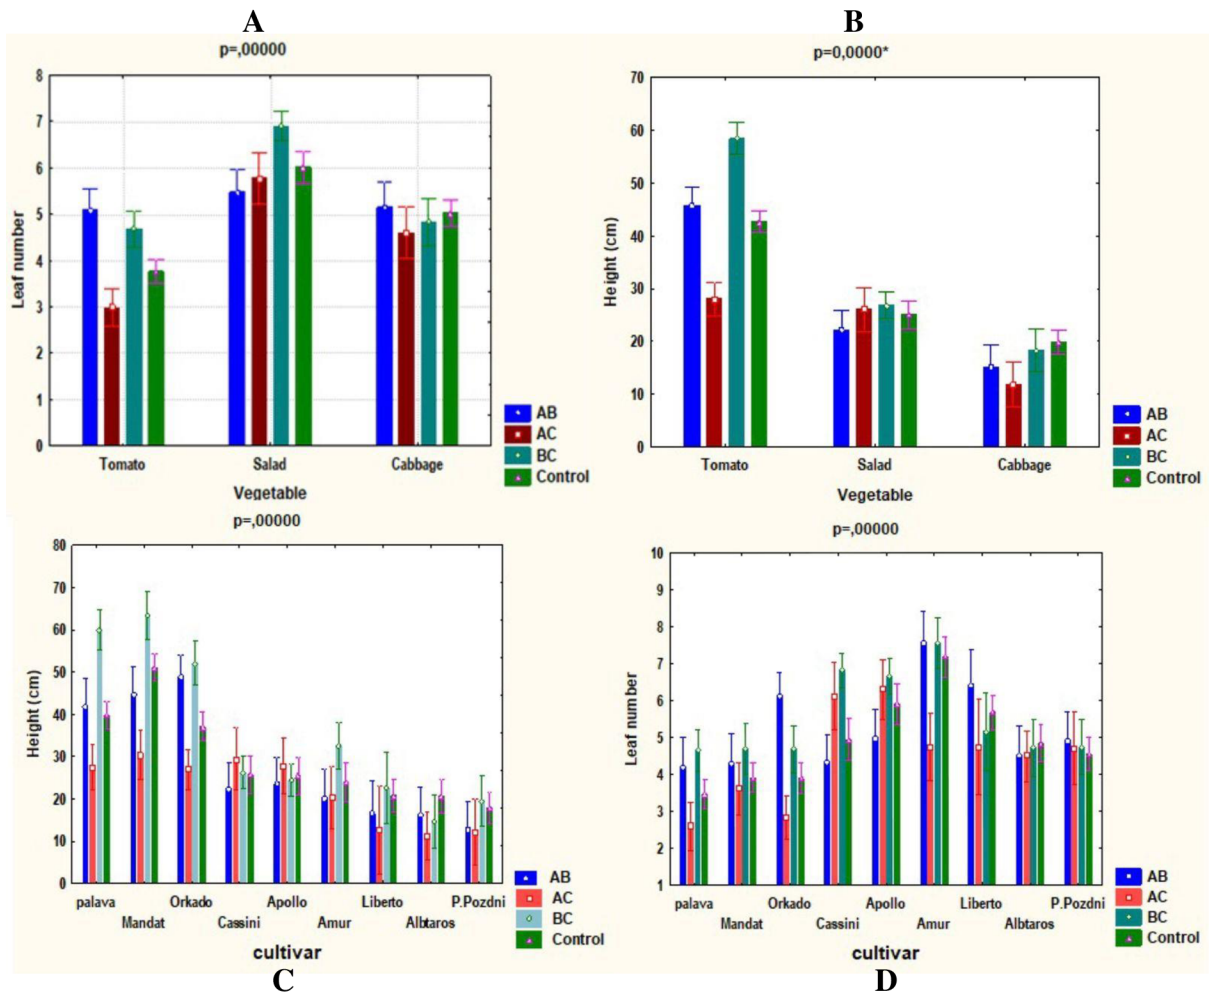 A
p=,00000
Leaf number
8
7
6
5
4
3
2
1
0
Tomato Salad Cabbage
Vegetable
AB
AC
BC
Control
B
p=0,0000*
Height (cm)
70
60
50
40
30
20
10
0
Tomato Salad Cabbage
Vegetable
AB
AC
BC
Control
p=,00000
Height (cm)
80
70
60
50
40
30
20
10
0
palava Orkado Apollo Liberto P.Pozdni
Mandat Cassini Amur Albtaros
cultivar
AB
AC
BC
Control
C
p=,00000
Leaf number
10
9
8
7
6
5
4
3
2
1
palava Orkado Apollo Liberto P.Pozdni
Mandat Cassini Amur Albtaros
cultivar
AB
AC
BC
Control
D